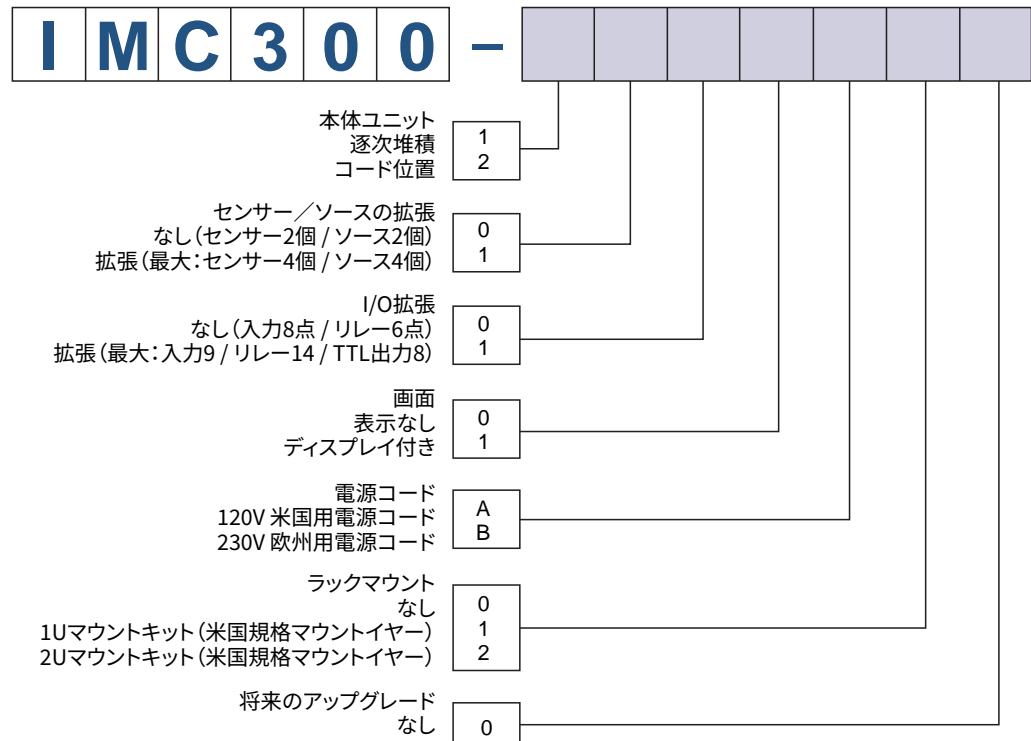 IMC300-
本体ユニット
逐次堆積
コード位置
1
2
センサー／ソースの拡張
なし（センサー2個 / ソース2個）
拡張（最大：センサー4個 / ソース4個）
0
1
I/O拡張
なし（入力8点 / リレー6点）
拡張（最大：入力9 / リレー14 / TTL出力8）
0
1
画面
表示なし
ディスプレイ付き
0
1
電源コード
120V 米国用電源コード
230V 欧州用電源コード
A
B
ラックマウント
なし
1Uマウントキット（米国規格マウントイヤー）
2Uマウントキット（米国規格マウントイヤー）
0
1
2
将来のアップグレード
なし
0